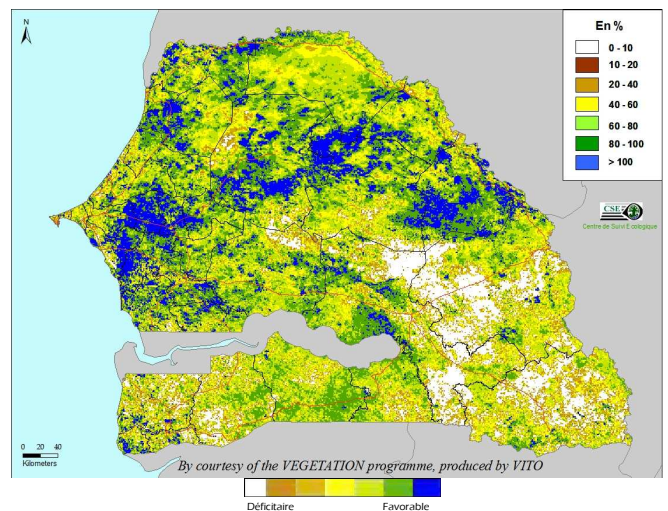 N
En %
0 - 10
10 - 20
20 - 40
40 - 60
60 - 80
80 - 100
> 100
CSE
Centre de Suivi Ecologique
0 20 40
Kilometers
By courtesy of the VEGETATION programme, produced by VITO
Déficitaire Favorable